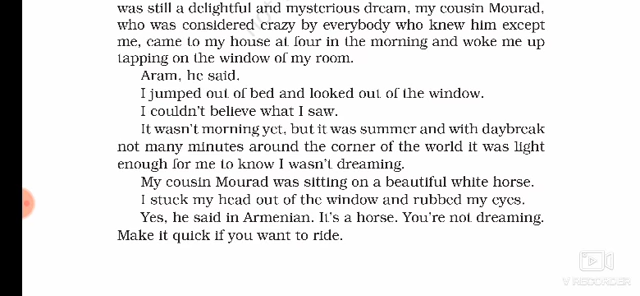 was still a delightful and mysterious dream, my cousin Mourad,
who was considered crazy by everybody who knew him except
me, came to my house at four in the morning and woke me up
tapping on the window of my room.
Aram, he said.
I jumped out of bed and looked out of the window.
I couldn't believe what I saw.
It wasn't morning yet, but it was summer and with daybreak
not many minutes around the corner of the world it was light
enough for me to know I wasn't dreaming.
My cousin Mourad was sitting on a beautiful white horse.
I stuck my head out of the window and rubbed my eyes.
Yes, he said in Armenian. It's a horse. You're not dreaming.
Make it quick if you want to ride.
V RECORDER